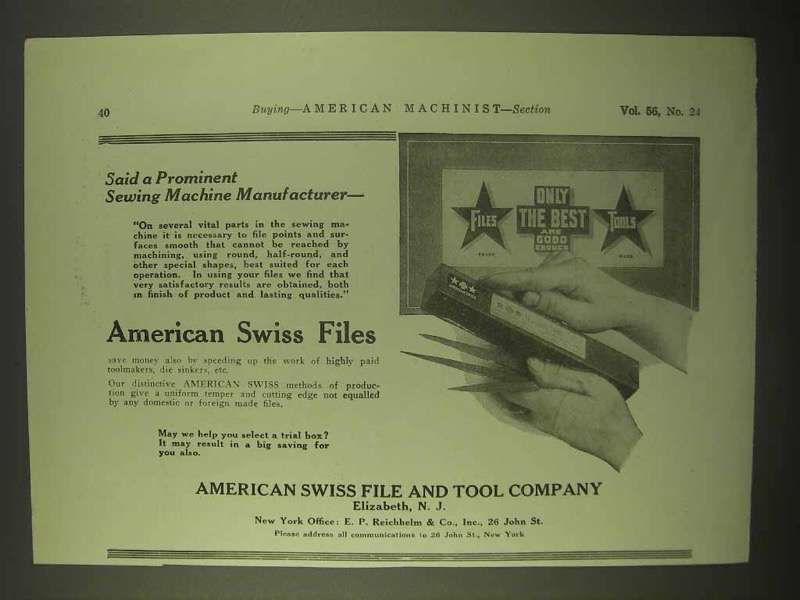 40 Buying—AMERICAN MACHINIST—Section Vol. 56, No. 24
Said a Prominent
Sewing Machine Manufacturer—
"On several vital parts in the sewing ma-
chine it is necessary to file points and sur-
faces smooth that cannot be reached by
machining, using round, half-round, and
other special shapes, best suited for each
operation. In using your files we find that
very satisfactory results are obtained, both
in finish of product and lasting qualities."
American Swiss Files
save money also by speeding up the work of highly paid
toolmakers, die sinkers, etc.
Our distinctive AMERICAN SWISS methods of produc-
tion give a uniform temper and cutting edge not equalled
by any domestic or foreign made files.
May we help you select a trial box?
It may result in a big saving for
you also.
FILES
ONLY
THE BEST
ARE
GOOD
ENOUGH
TOOLS
TRADE
MARK
AMERICAN SWISS FILE AND TOOL COMPANY
Elizabeth, N. J.
New York Office: E. P. Reichhelm & Co., Inc., 26 John St.
Please address all communications to 26 John St., New York